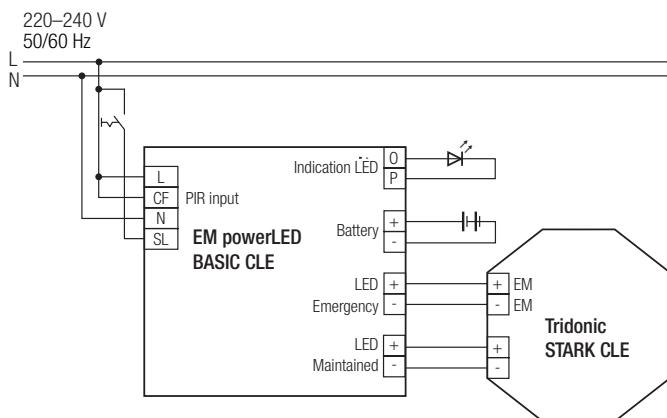 220–240 V
50/60 Hz
L
N
L
CF PIR input
N
SL
EM powerLED
BASIC CLE
Indication LED
O
P
Battery
+
-
LED
Emergency
+
-
LED
Maintained
+
-
+ EM
- EM
+
-
Tridonic
STARK CLE